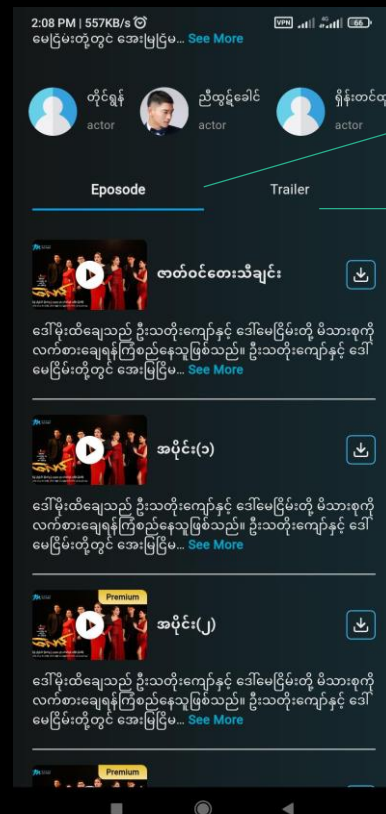 2:08 PM | 557KB/s
VPN 4G 66
မေငြိမ်းတို့တွင် အေးမြငြိမ... See More
တိုင်ရွန်
actor
ညီထွဋ်ခေါင်
actor
ရှိန်းတင်ထူ
actor
Eposode
Trailer
ဇာတ်ဝင်တေးသီချင်း
ဒေါ်မိုးထိချေသည် ဦးသတိုးကျော်နှင့် ဒေါ်မေငြိမ်းတို့ မိသားစုကို
လက်စားချေရန်ကြံစည်နေသူဖြစ်သည်။ ဦးသတိုးကျော်နှင့် ဒေါ်
မေငြိမ်းတို့တွင် အေးမြငြိမ... See More
အပိုင်း(၁)
ဒေါ်မိုးထိချေသည် ဦးသတိုးကျော်နှင့် ဒေါ်မေငြိမ်းတို့ မိသားစုကို
လက်စားချေရန်ကြံစည်နေသူဖြစ်သည်။ ဦးသတိုးကျော်နှင့် ဒေါ်
မေငြိမ်းတို့တွင် အေးမြငြိမ... See More
Premium
အပိုင်း(၂)
ဒေါ်မိုးထိချေသည် ဦးသတိုးကျော်နှင့် ဒေါ်မေငြိမ်းတို့ မိသားစုကို
လက်စားချေရန်ကြံစည်နေသူဖြစ်သည်။ ဦးသတိုးကျော်နှင့် ဒေါ်
မေငြိမ်းတို့တွင် အေးမြငြိမ... See More
Premium